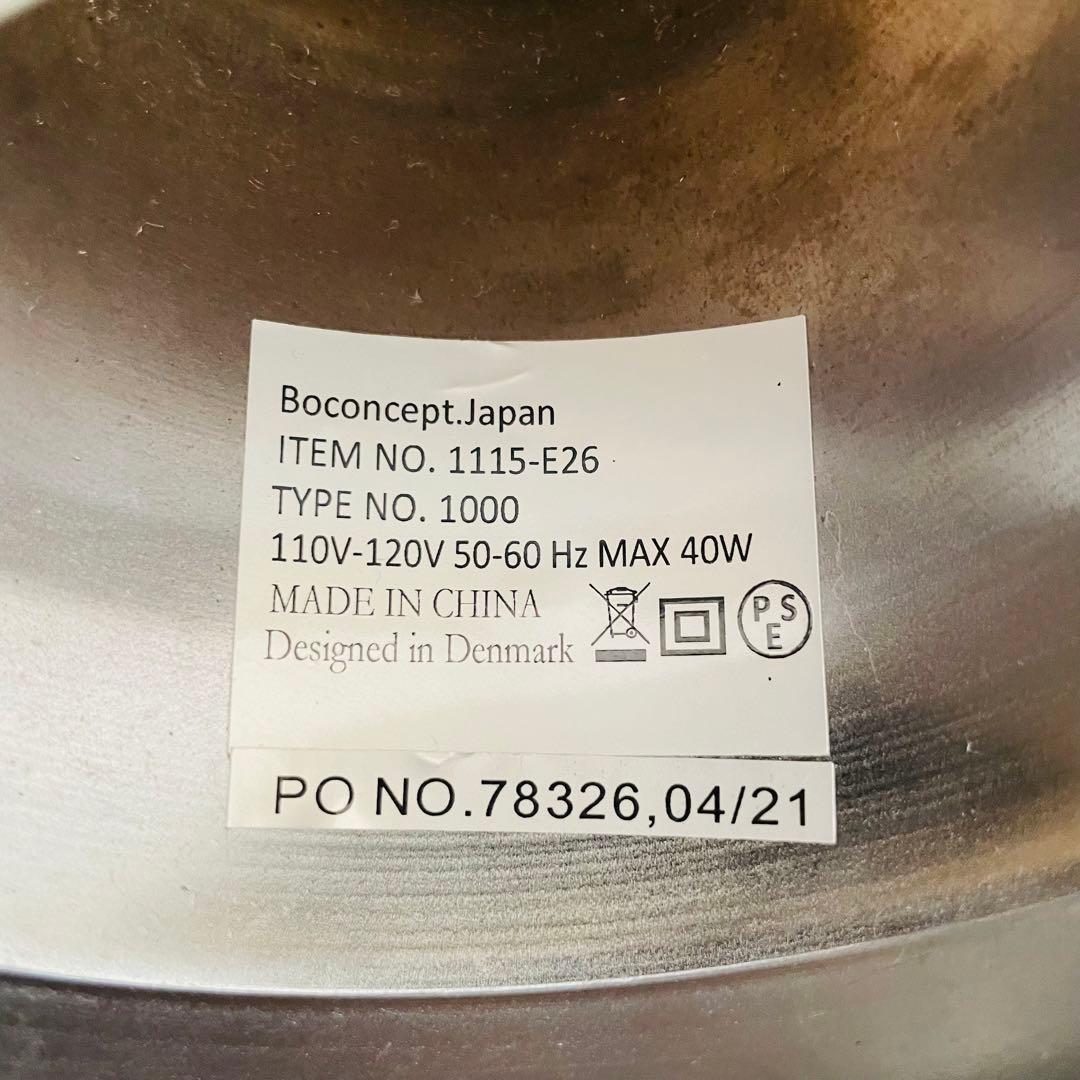 Boconcept.Japan
ITEM NO. 1115-E26
TYPE NO. 1000
110V-120V 50-60 Hz MAX 40W
MADE IN CHINA
Designed in Denmark
PSE
PO NO.78326,04/21